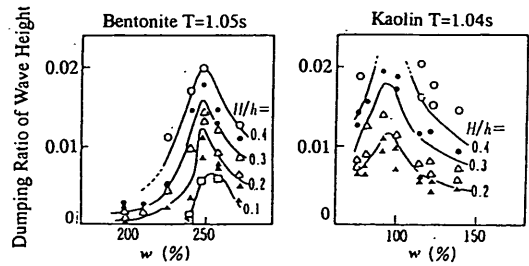 Bentonite T=1.05s
Kaolin T=1.04s
Dumping Ratio of Wave Height
0.02
0.01
0
H/h=
0.4
0.3
0.2
0.1
200
250
w (%)
0.02
0.01
0
H/h=
0.4
0.3
0.2
100
150
w (%)